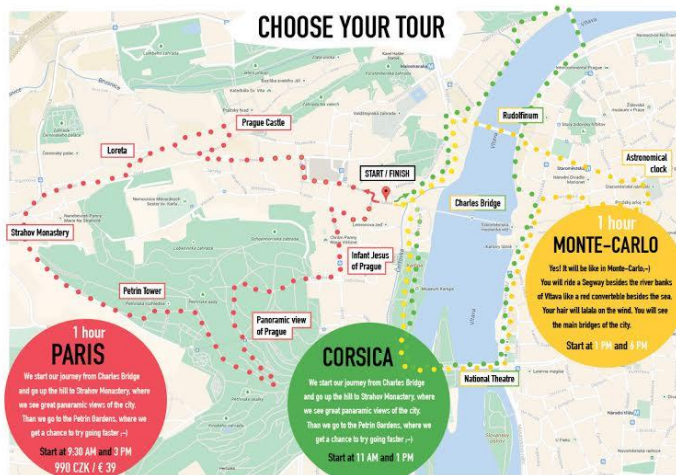 CHOOSE YOUR TOUR
Prague Castle
Loreta
START / FINISH
Rudolfinum
Astronomical
clock
Charles Bridge
Strahov Monastery
Infant Jesus
of Prague
Petrin Tower
Panoramic view
of Prague
National Theatre
Vltava
Vltava
Vltava
Museum Kampa
1 hour
PARIS
We start our journey from Charles Bridge
and go up the hill to Strahov Monastery, where
we see great panaramic views of the city.
Than we go to the Petrin Gardens, where we
get a chance to try going faster ;-)
Start at 9:30 AM and 3 PM
990 CZK / € 39
CORSICA
We start our journey from Charles Bridge
and go up the hill to Strahov Monastery, where
we see great panaramic views of the city.
Than we go to the Petrin Gardens, where we
get a chance to try going faster ;-)
Start at 11 AM and 1 PM
1 hour
MONTE-CARLO
Yes! It will be like in Monte-Carlo;-)
You will ride a Segway besides the river banks
of Vltava like a red converteble besides the sea.
Your hair will lalala on the wind. You will see
the main bridges of the city.
Start at 1 PM and 6 PM